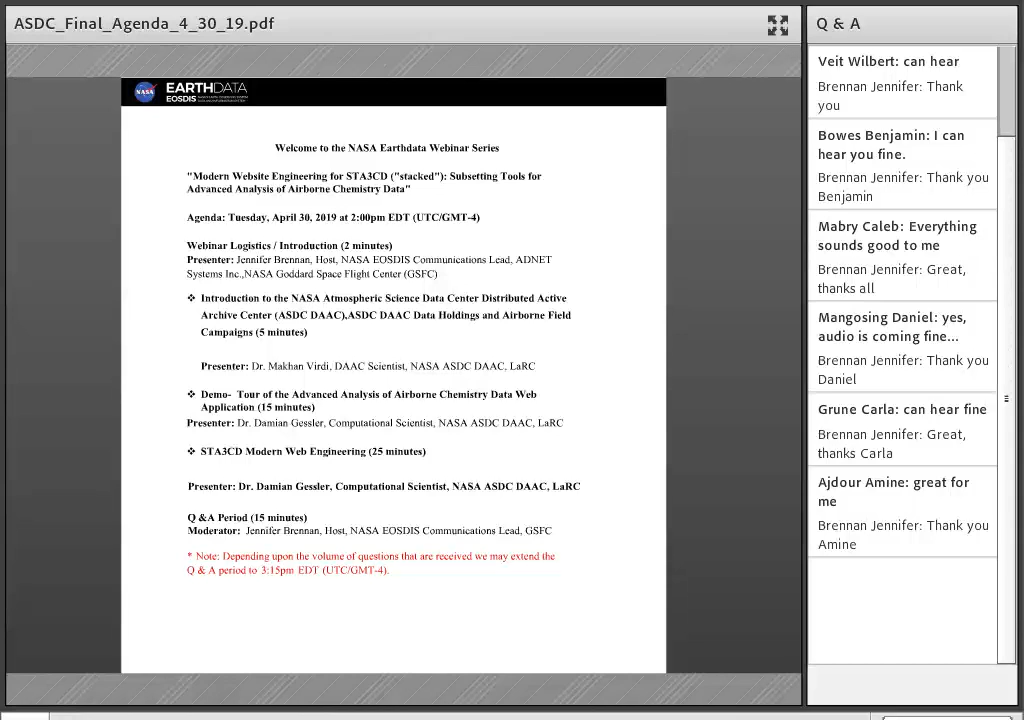 ASDC_Final_Agenda_4_30_19.pdf
NASA
EARTHDATA
EOSDIS
Welcome to the NASA Earthdata Webinar Series
"Modern Website Engineering for STA3CD ("stacked"): Subsetting Tools for
Advanced Analysis of Airborne Chemistry Data"
Agenda: Tuesday, April 30, 2019 at 2:00pm EDT (UTC/GMT-4)
Webinar Logistics / Introduction (2 minutes)
Presenter: Jennifer Brennan, Host, NASA EOSDIS Communications Lead, ADNET
Systems Inc.,NASA Goddard Space Flight Center (GSFC)
❖ Introduction to the NASA Atmospheric Science Data Center Distributed Active
Archive Center (ASDC DAAC),ASDC DAAC Data Holdings and Airborne Field
Campaigns (5 minutes)
Presenter: Dr. Makhan Virdi, DAAC Scientist, NASA ASDC DAAC, LaRC
❖ Demo- Tour of the Advanced Analysis of Airborne Chemistry Data Web
Application (15 minutes)
Presenter: Dr. Damian Gessler, Computational Scientist, NASA ASDC DAAC, LaRC
❖ STA3CD Modern Web Engineering (25 minutes)
Presenter: Dr. Damian Gessler, Computational Scientist, NASA ASDC DAAC, LaRC
Q &A Period (15 minutes)
Moderator: Jennifer Brennan, Host, NASA EOSDIS Communications Lead, GSFC
* Note: Depending upon the volume of questions that are received we may extend the
Q & A period to 3:15pm EDT (UTC/GMT-4).
Q & A
Veit Wilbert: can hear
Brennan Jennifer: Thank
you
Bowes Benjamin: I can
hear you fine.
Brennan Jennifer: Thank you
Benjamin
Mabry Caleb: Everything
sounds good to me
Brennan Jennifer: Great,
thanks all
Mangosing Daniel: yes,
audio is coming fine...
Brennan Jennifer: Thank you
Daniel
Grune Carla: can hear fine
Brennan Jennifer: Great,
thanks Carla
Ajdour Amine: great for
me
Brennan Jennifer: Thank you
Amine